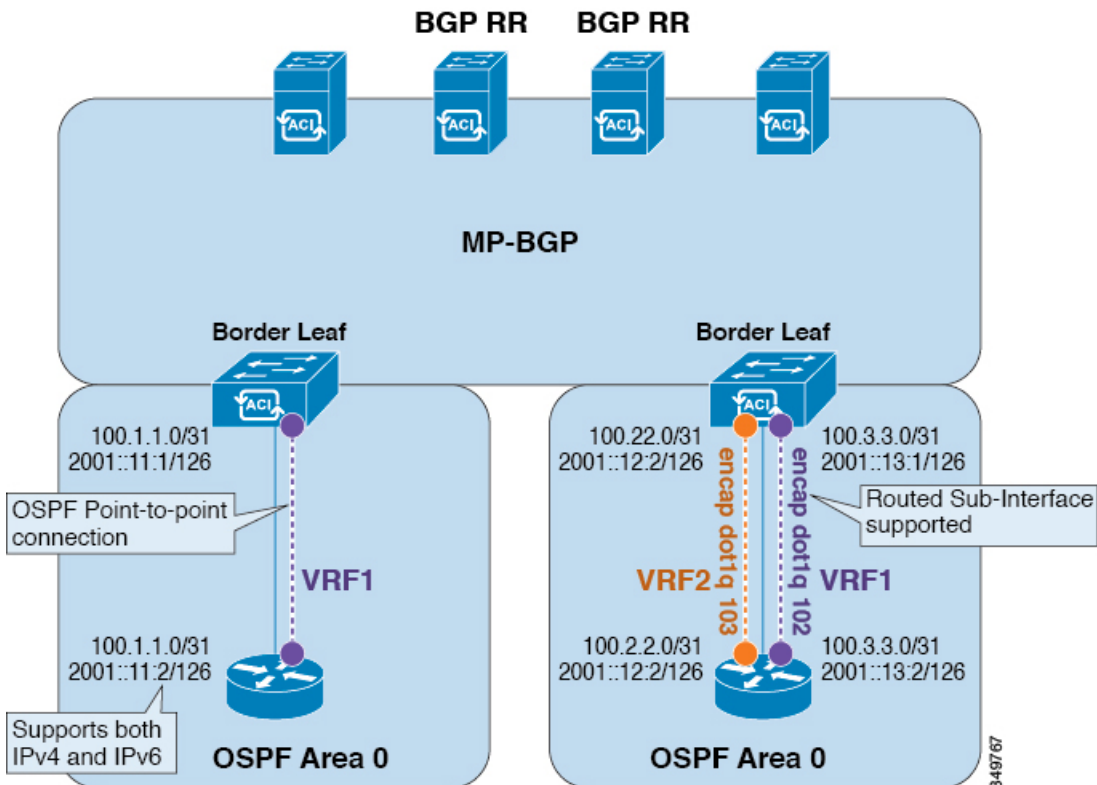 BGP RR
BGP RR
ACI
ACI
ACI
ACI
MP-BGP
Border Leaf
Border Leaf
ACI
ACI
100.1.1.0/31
2001::11:1/126
100.22.0/31
2001::12:2/126
100.3.3.0/31
2001::13:1/126
OSPF Point-to-point
connection
Routed Sub-Interface
supported
VRF1
VRF2
encap dot1q 103
encap dot1q 102
VRF1
100.1.1.0/31
2001::11:2/126
100.2.2.0/31
2001::12:2/126
100.3.3.0/31
2001::13:2/126
Supports both
IPv4 and IPv6
OSPF Area 0
OSPF Area 0
349767